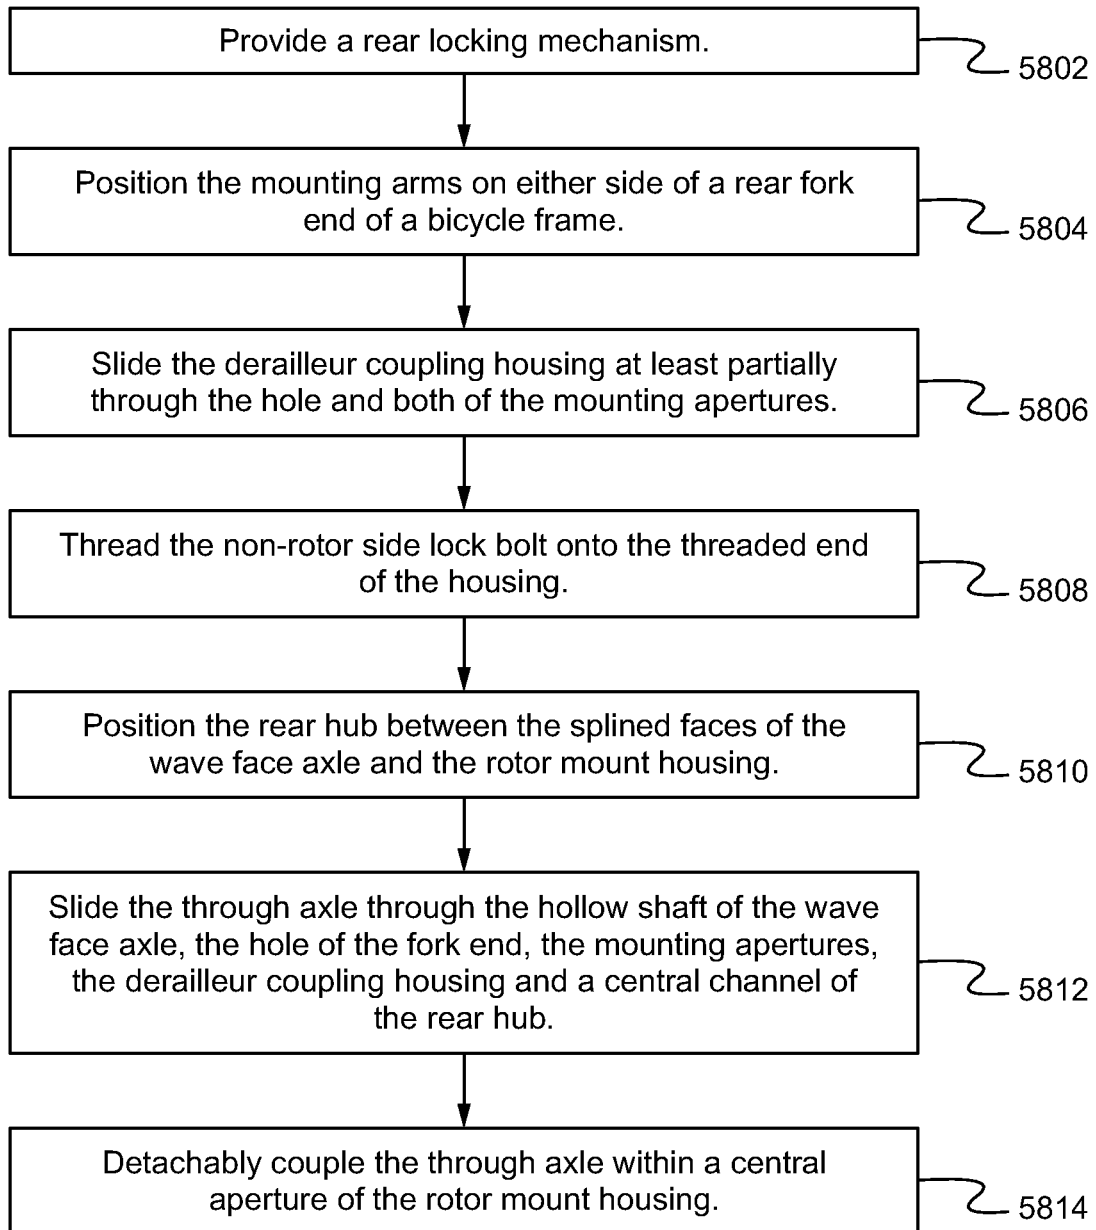 Provide a rear locking mechanism.
5802
Position the mounting arms on either side of a rear fork
end of a bicycle frame.
5804
Slide the derailleur coupling housing at least partially
through the hole and both of the mounting apertures.
5806
Thread the non-rotor side lock bolt onto the threaded end
of the housing.
5808
Position the rear hub between the splined faces of the
wave face axle and the rotor mount housing.
5810
Slide the through axle through the hollow shaft of the wave
face axle, the hole of the fork end, the mounting apertures,
the derailleur coupling housing and a central channel of
the rear hub.
5812
Detachably couple the through axle within a central
aperture of the rotor mount housing.
5814